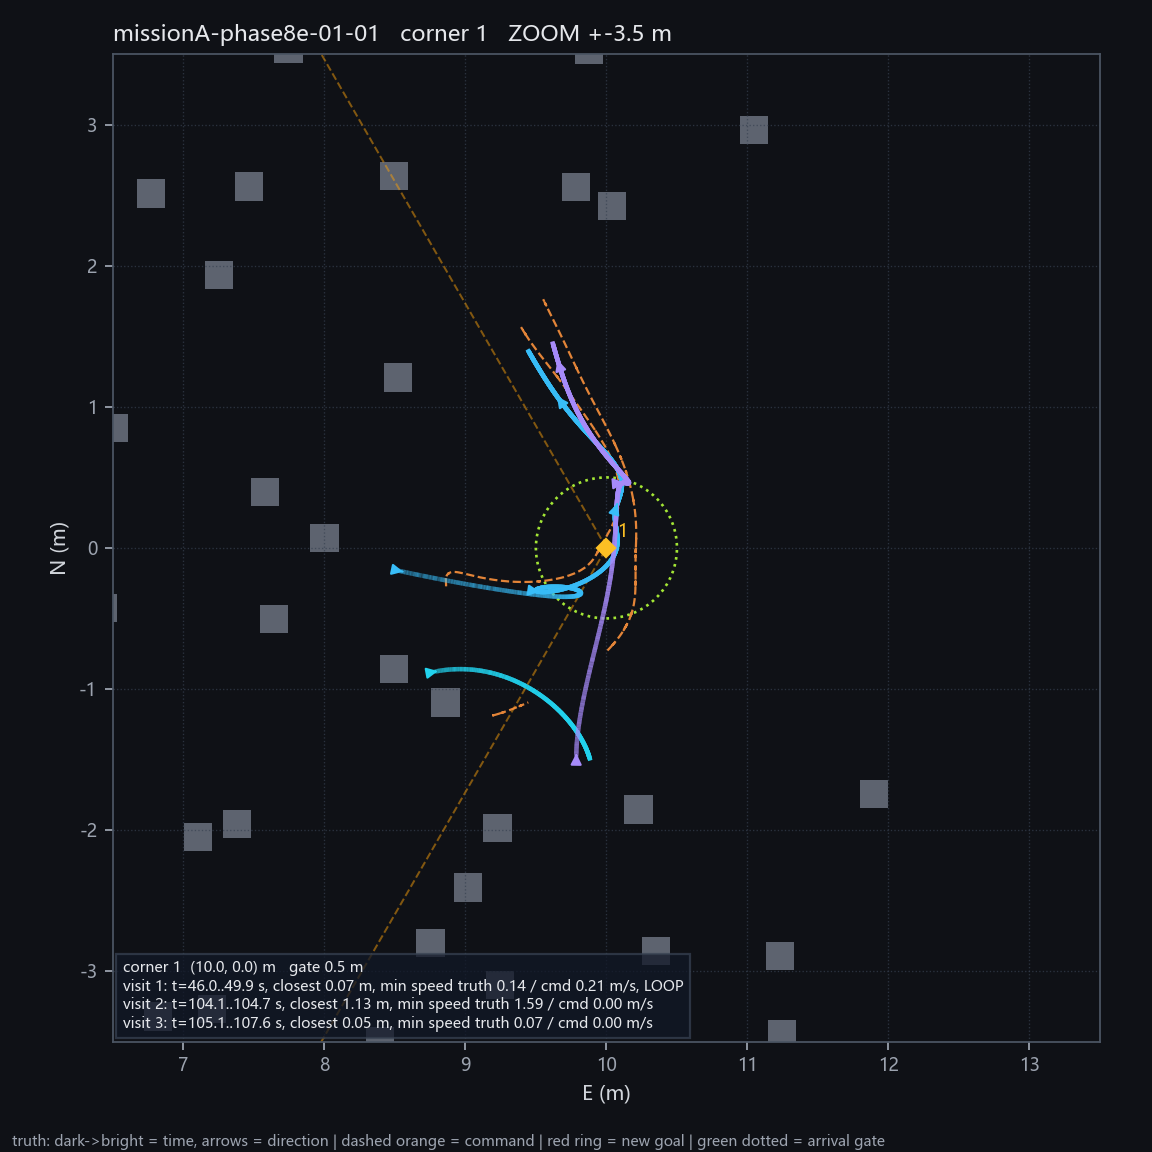 missionA-phase8e-01-01   corner 1   ZOOM +-3.5 m
3
2
1
0
-1
-2
-3
N (m)
1
corner 1  (10.0, 0.0) m   gate 0.5 m
visit 1: t=46.0..49.9 s, closest 0.07 m, min speed truth 0.14 / cmd 0.21 m/s, LOOP
visit 2: t=104.1..104.7 s, closest 1.13 m, min speed truth 1.59 / cmd 0.00 m/s
visit 3: t=105.1..107.6 s, closest 0.05 m, min speed truth 0.07 / cmd 0.00 m/s
7
8
9
10
11
12
13
E (m)
truth: dark->bright = time, arrows = direction | dashed orange = command | red ring = new goal | green dotted = arrival gate